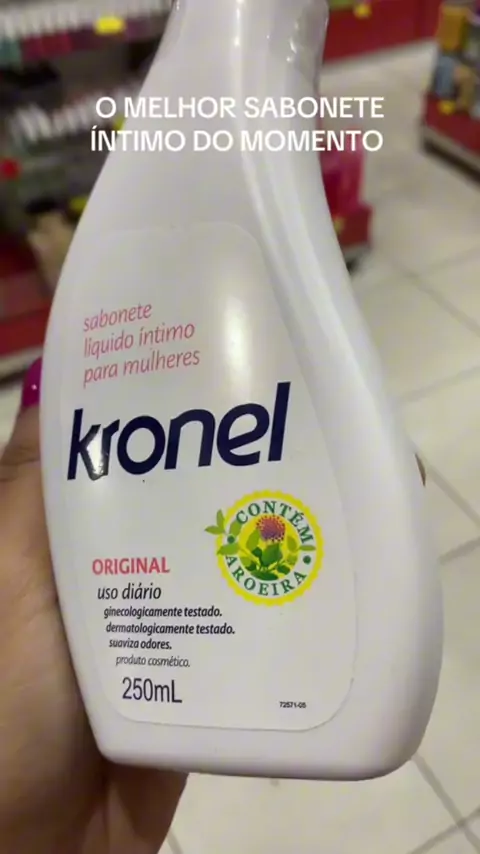 O MELHOR SABONETE
ÍNTIMO DO MOMENTO
sabonete
líquido íntimo
para mulheres
kronel
CONTÉM
AROEIRA
ORIGINAL
uso diário
ginecologicamente testado.
dermatologicamente testado.
suaviza odores.
produto cosmético.
250mL
72571-05